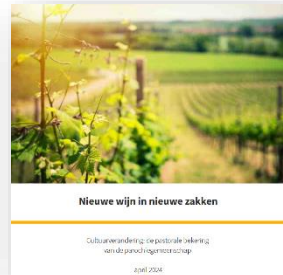 Nieuwe wijn in nieuwe zakken
Cultuurverandering: de pastorale bekering
van de parochiegemeenschap
april 2024